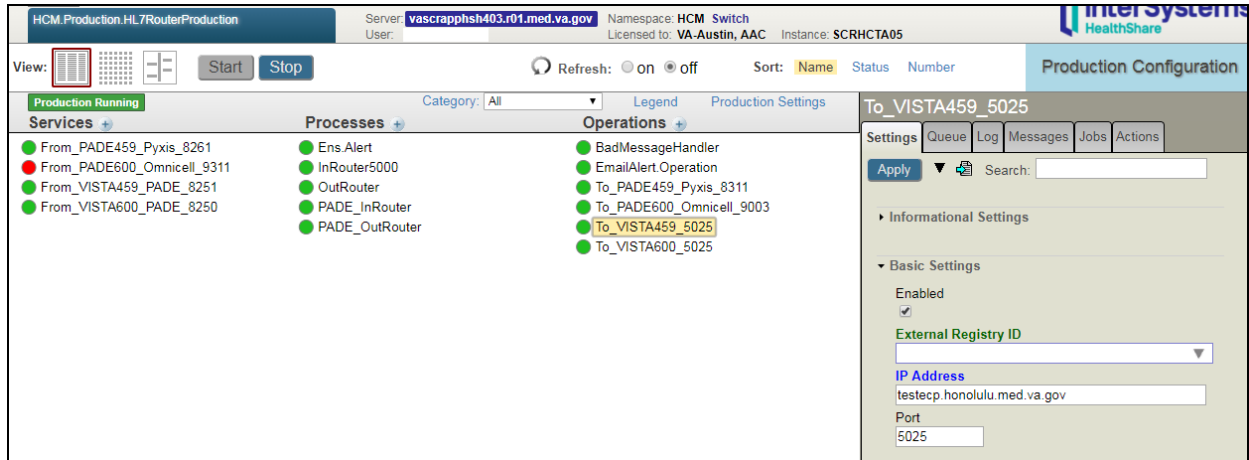 HCM.Production.HL7RouterProduction
Server: vascrapphsh403.r01.med.va.gov Namespace: HCM Switch
User: Licensed to: VA-Austin, AAC Instance: SCRHCTA05
InterSystems
HealthShare
View: Start Stop Refresh: on off Sort: Name Status Number Production Configuration
Production Running Category: All Legend Production Settings
Services Processes Operations
From_PADE459_Pyxis_8261 Ens.Alert BadMessageHandler
From_PADE600_Omnicell_9311 InRouter5000 EmailAlert.Operation
From_VISTA459_PADE_8251 OutRouter To_PADE459_Pyxis_8311
From_VISTA600_PADE_8250 PADE_InRouter To_PADE600_Omnicell_9003
PADE_OutRouter To_VISTA459_5025
To_VISTA600_5025
To_VISTA459_5025
Settings Queue Log Messages Jobs Actions
Apply Search:
Informational Settings
Basic Settings
Enabled
External Registry ID
IP Address
testecp.honolulu.med.va.gov
Port
5025